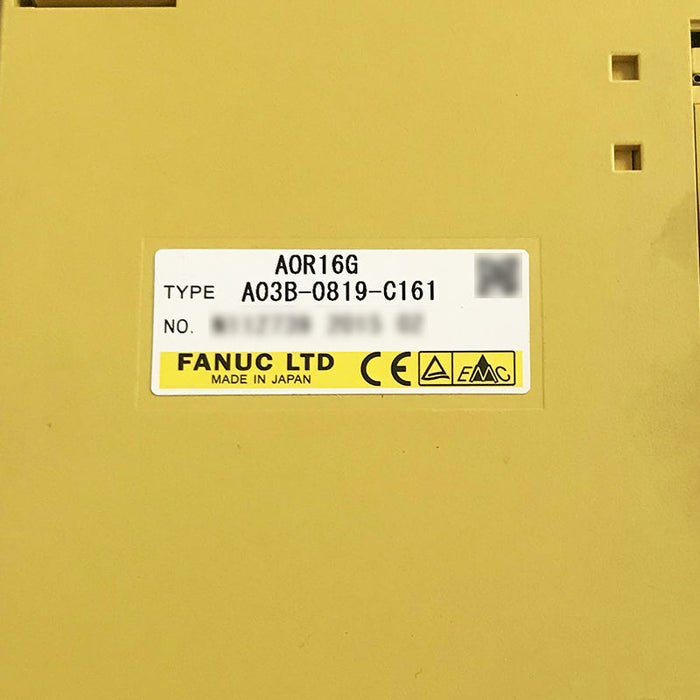 AOR16G
TYPE A03B-0819-C161
NO.
FANUC LTD
MADE IN JAPAN
CE
EMC